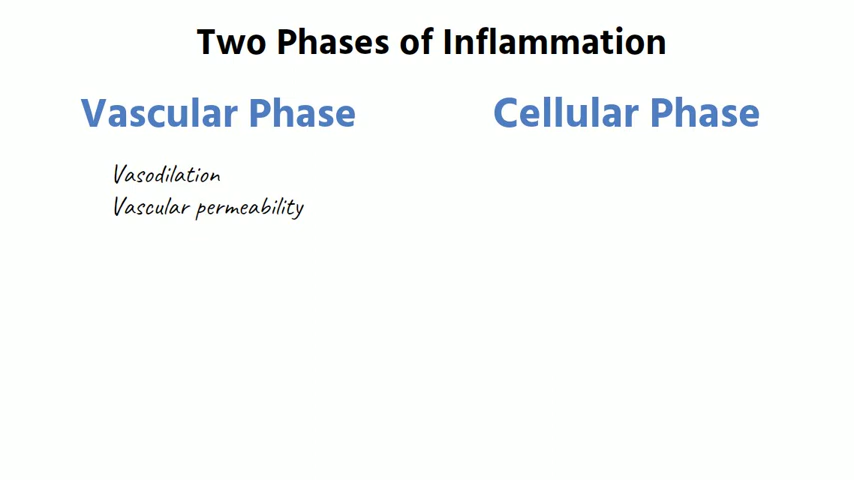 Two Phases of Inflammation
Vascular Phase
Vasodilation
Vascular permeability
Cellular Phase